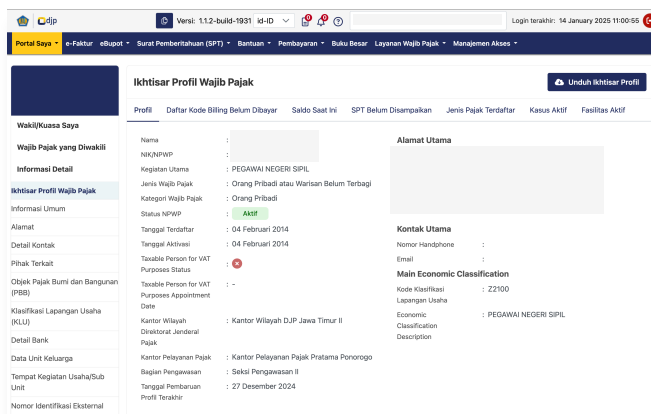 djp Versi: 1.1.2-build-1931 id-ID 0 0 Login terakhir: 14 January 2025 11:00:55
Portal Saya e-Faktur eBupot Surat Pemberitahuan (SPT) Bantuan Pembayaran Buku Besar Layanan Wajib Pajak Manajemen Akses
Wakil/Kuasa Saya
Wajib Pajak yang Diwakili
Informasi Detail
Ikhtisar Profil Wajib Pajak
Informasi Umum
Alamat
Detail Kontak
Pihak Terkait
Objek Pajak Bumi dan Bangunan
(PBB)
Klasifikasi Lapangan Usaha
(KLU)
Detail Bank
Data Unit Keluarga
Tempat Kegiatan Usaha/Sub
Unit
Nomor Identifikasi Eksternal
Ikhtisar Profil Wajib Pajak
Unduh Ikhtisar Profil
Profil Daftar Kode Billing Belum Dibayar Saldo Saat Ini SPT Belum Disampaikan Jenis Pajak Terdaftar Kasus Aktif Fasilitas Aktif
Nama :
NIK/NPWP :
Kegiatan Utama : PEGAWAI NEGERI SIPIL
Jenis Wajib Pajak : Orang Pribadi atau Warisan Belum Terbagi
Kategori Wajib Pajak : Orang Pribadi
Status NPWP : Aktif
Tanggal Terdaftar : 04 Februari 2014
Tanggal Aktivasi : 04 Februari 2014
Taxable Person for VAT
Purposes Status :
Taxable Person for VAT : -
Purposes Appointment
Date
Kantor Wilayah : Kantor Wilayah DJP Jawa Timur II
Direktorat Jenderal
Pajak
Kantor Pelayanan Pajak : Kantor Pelayanan Pajak Pratama Ponorogo
Bagian Pengawasan : Seksi Pengawasan II
Tanggal Pembaruan : 27 Desember 2024
Profil Terakhir
Alamat Utama
Kontak Utama
Nomor Handphone :
Email :
Main Economic Classification
Kode Klasifikasi : Z2100
Lapangan Usaha
Economic : PEGAWAI NEGERI SIPIL
Classification
Description